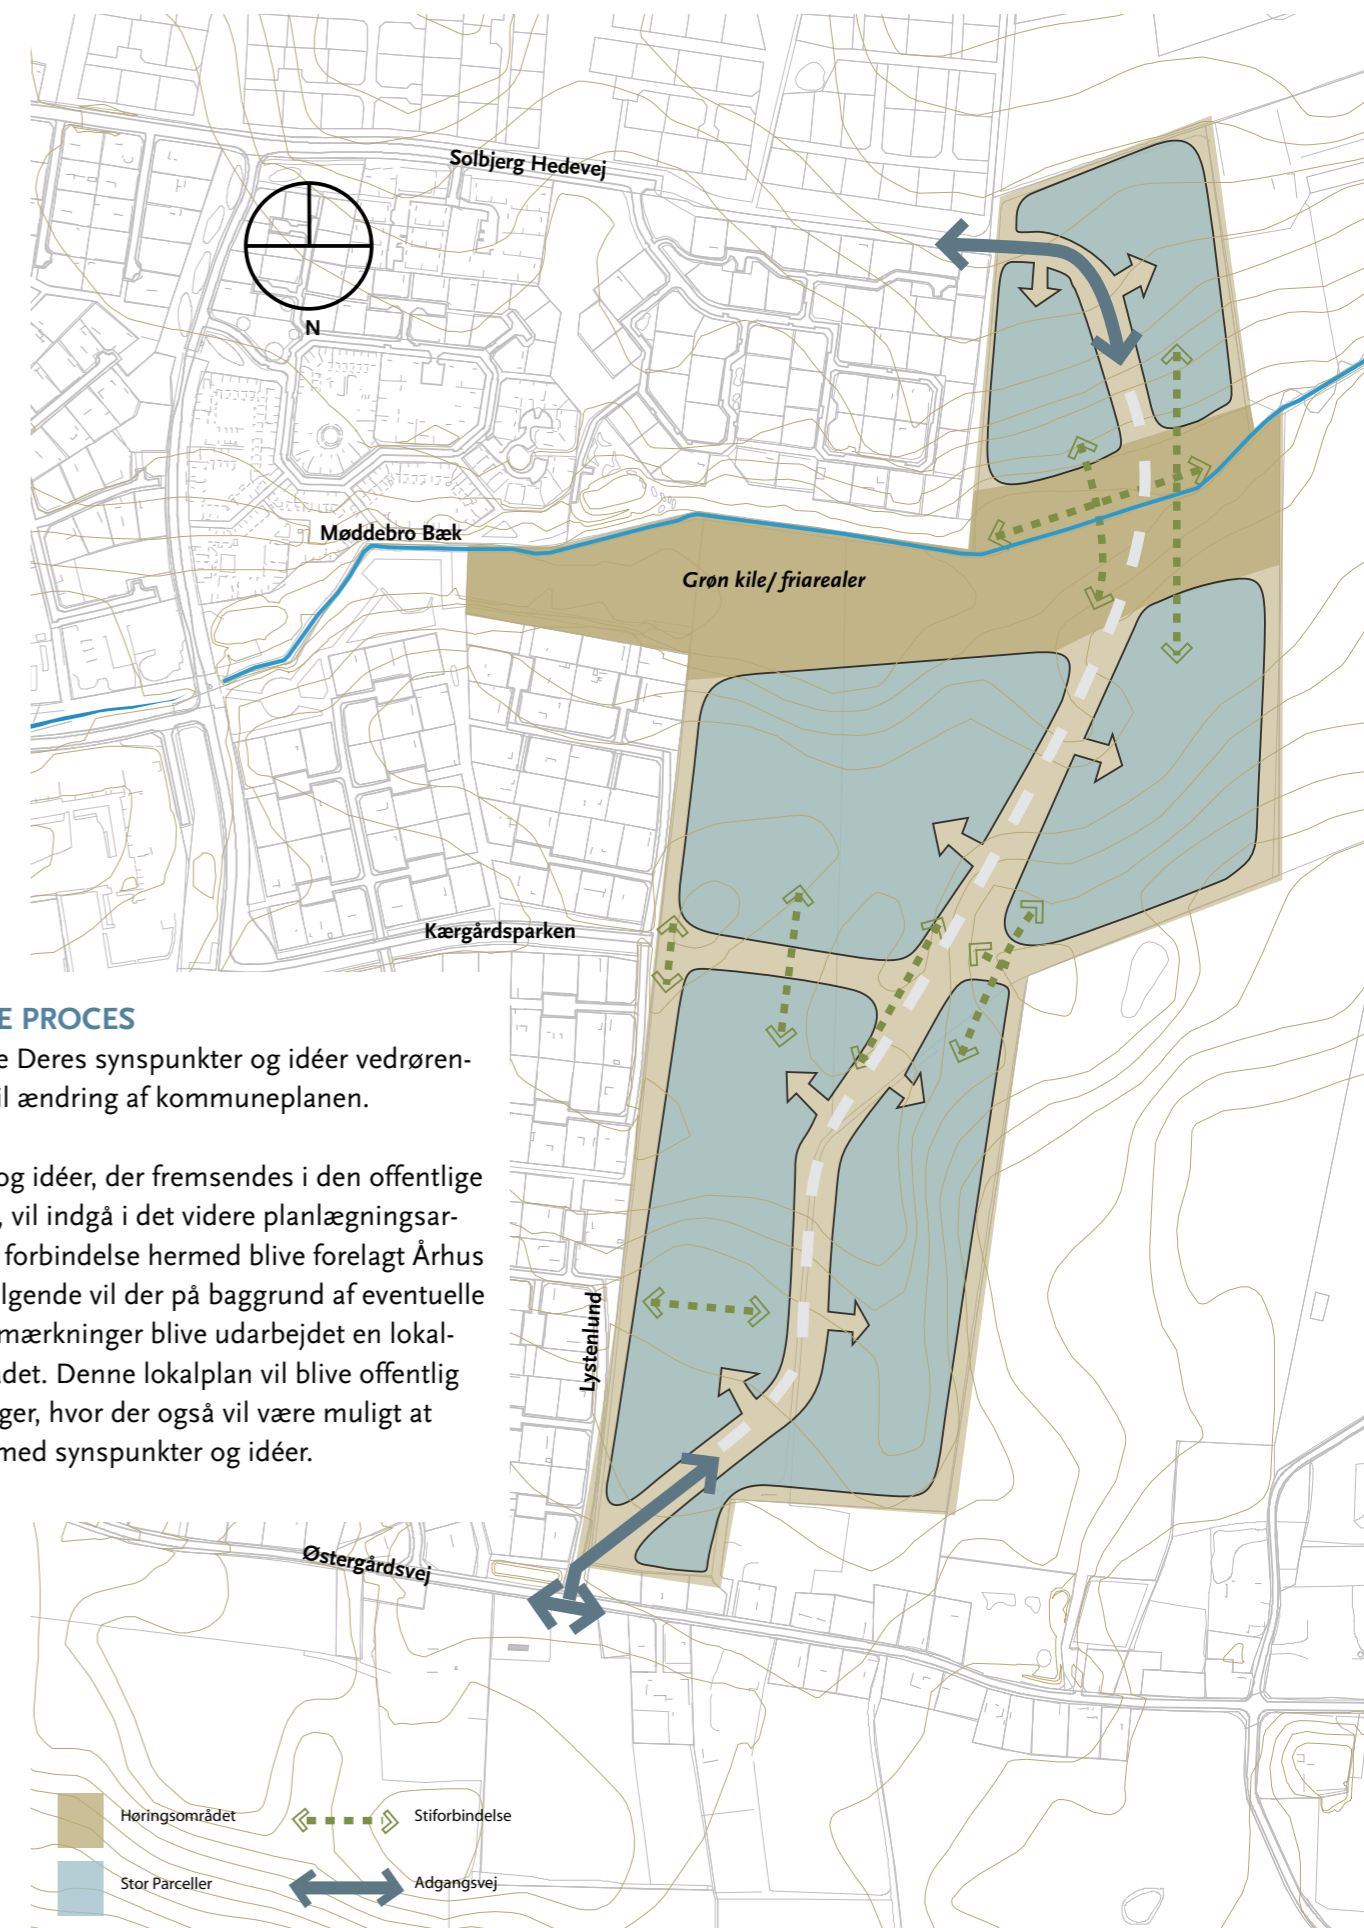 Solbjerg Hedevej
N
Møddebro Bæk
Grøn kile/ friarealer
Kærgårdsparken
E PROCES
e Deres synspunkter og idéer vedrøren-
il ændring af kommuneplanen.
og idéer, der fremsendes i den offentlige
, vil indgå i det videre planlægningsar-
forbindelse hermed blive forelagt Århus
lgende vil der på baggrund af eventuelle
mærkninger blive udarbejdet en lokal-
det. Denne lokalplan vil blive offentlig
ger, hvor der også vil være muligt at
med synspunkter og idéer.
Lystenlund
Østergårdsvej
Høringsområdet
Stiforbindelse
Stor Parceller
Adgangsvej